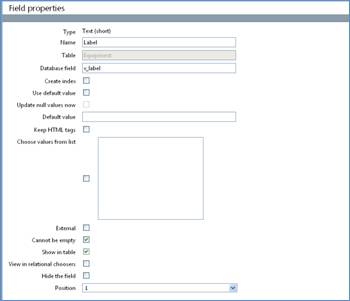 Field properties
Type Text (short)
Name Label
Table Equipment
Database field v_label
Create index
Use default value
Update null values now
Default value
Keep HTML tags
Choose values from list
External
Cannot be empty
Show in table
View in relational choosers
Hide the field
Position 1